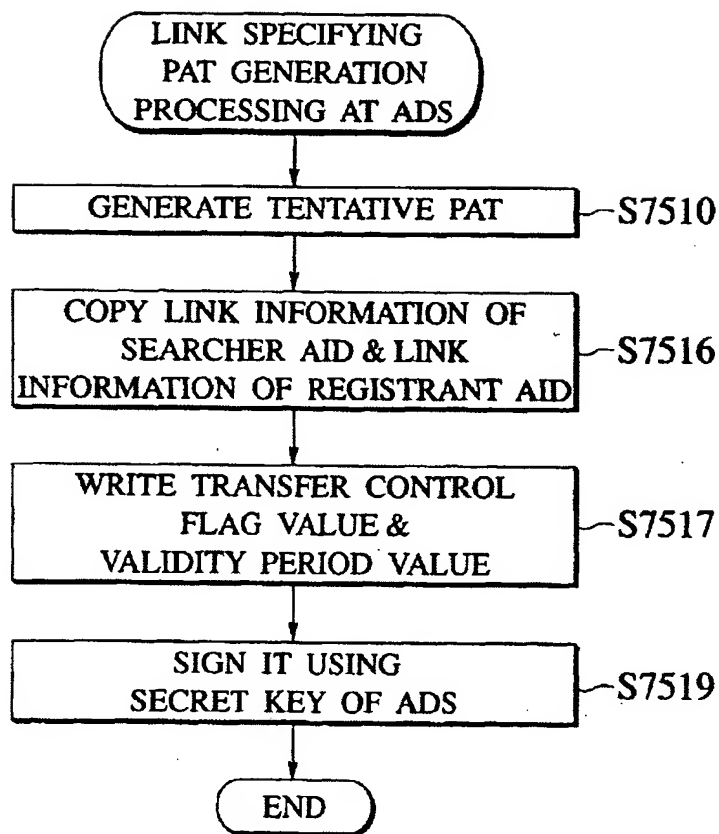 LINK SPECIFYING
PAT GENERATION
PROCESSING AT ADS
GENERATE TENTATIVE PAT
S7510
COPY LINK INFORMATION OF
SEARCHER AID & LINK
INFORMATION OF REGISTRANT AID
S7516
WRITE TRANSFER CONTROL
FLAG VALUE &
VALIDITY PERIOD VALUE
S7517
SIGN IT USING
SECRET KEY OF ADS
S7519
END